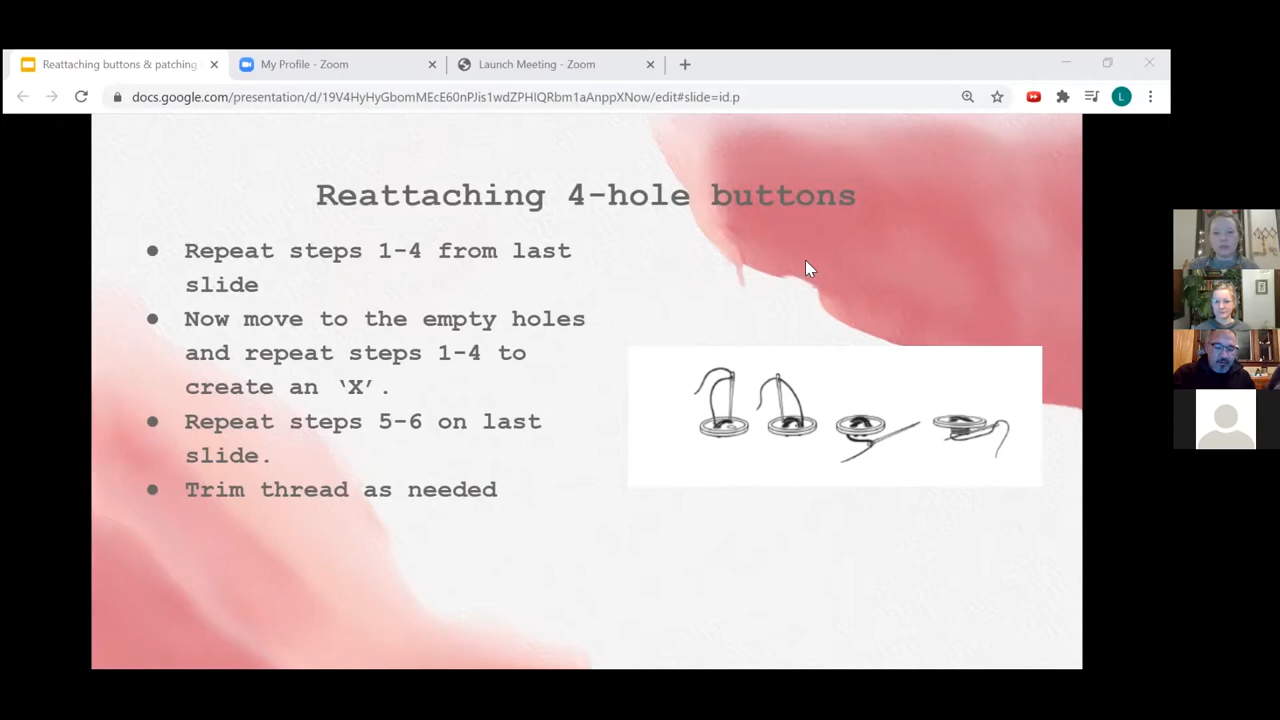 Reattaching buttons & patching
My Profile - Zoom
Launch Meeting - Zoom
docs.google.com/presentation/d/19V4HyHyGbomMEcE60nPJis1wdZPHIQRbm1aAnppXNow/edit#slide=id.p
L
Reattaching 4-hole buttons
● Repeat steps 1-4 from last
slide
● Now move to the empty holes
and repeat steps 1-4 to
create an ‘X’.
● Repeat steps 5-6 on last
slide.
● Trim thread as needed